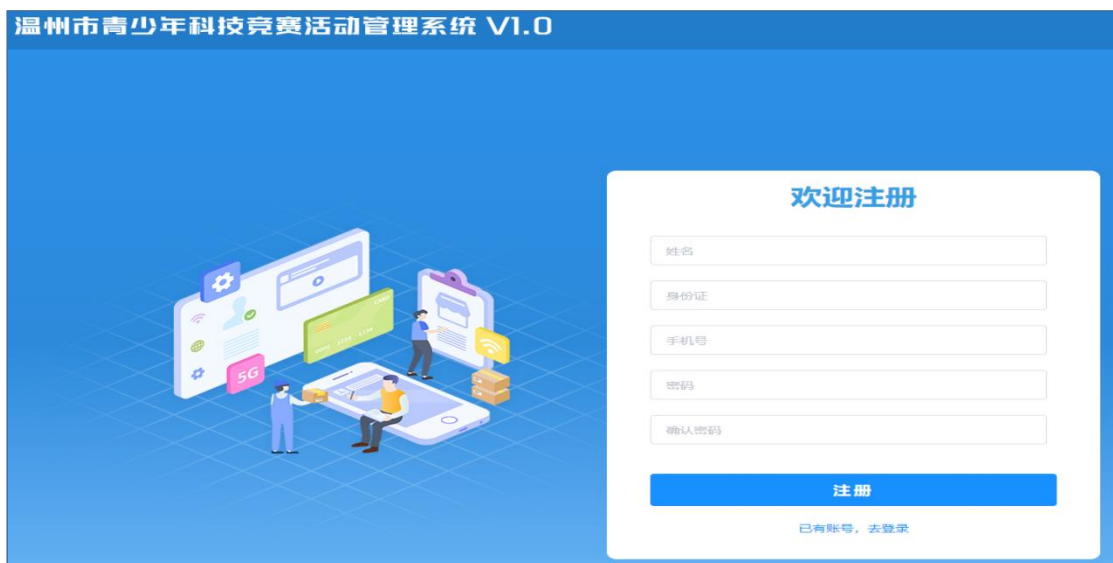 温州市青少年科技竞赛活动管理系统 V1.0
欢迎注册
姓名
身份证
手机号
密码
确认密码
注册
已有账号，去登录
CARD
5G